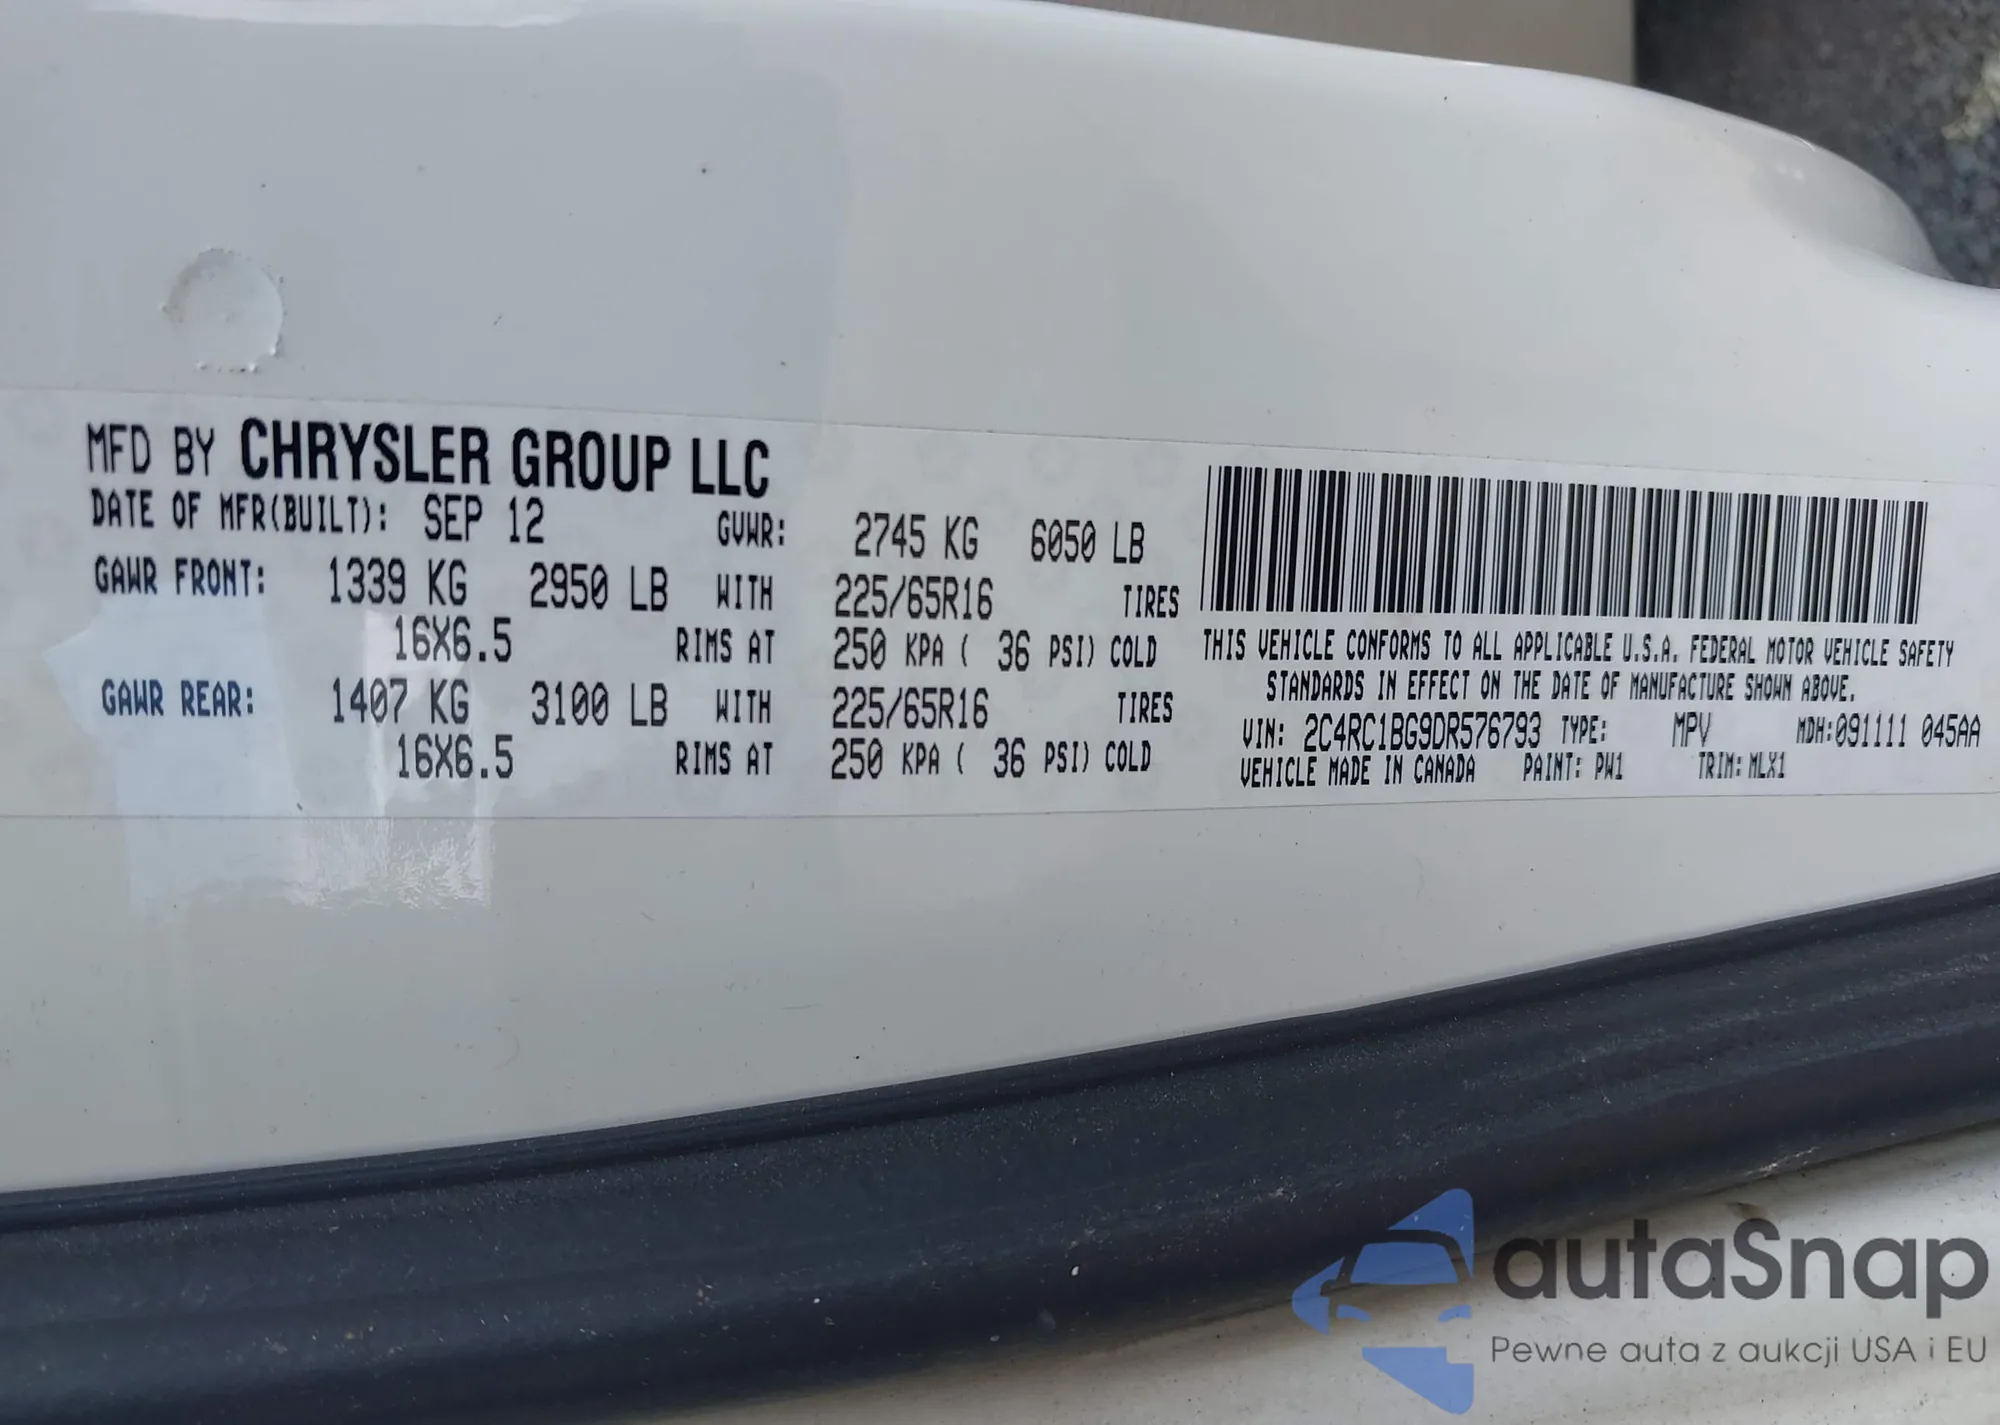 MFD BY CHRYSLER GROUP LLC
DATE OF MFR(BUILT): SEP 12 GVWR: 2745 KG 6050 LB
GAWR FRONT: 1339 KG 2950 LB WITH 225/65R16 TIRES
16X6.5 RIMS AT 250 KPA ( 36 PSI) COLD
GAWR REAR: 1407 KG 3100 LB WITH 225/65R16 TIRES
16X6.5 RIMS AT 250 KPA ( 36 PSI) COLD
THIS VEHICLE CONFORMS TO ALL APPLICABLE U.S.A. FEDERAL MOTOR VEHICLE SAFETY
STANDARDS IN EFFECT ON THE DATE OF MANUFACTURE SHOWN ABOVE.
VIN: 2C4RC1BG9DR576793 TYPE: MPV MDH:091111 045AA
VEHICLE MADE IN CANADA PAINT: PW1 TRIM: MLX1
autaSnap
Pewne auta z aukcji USA i EU